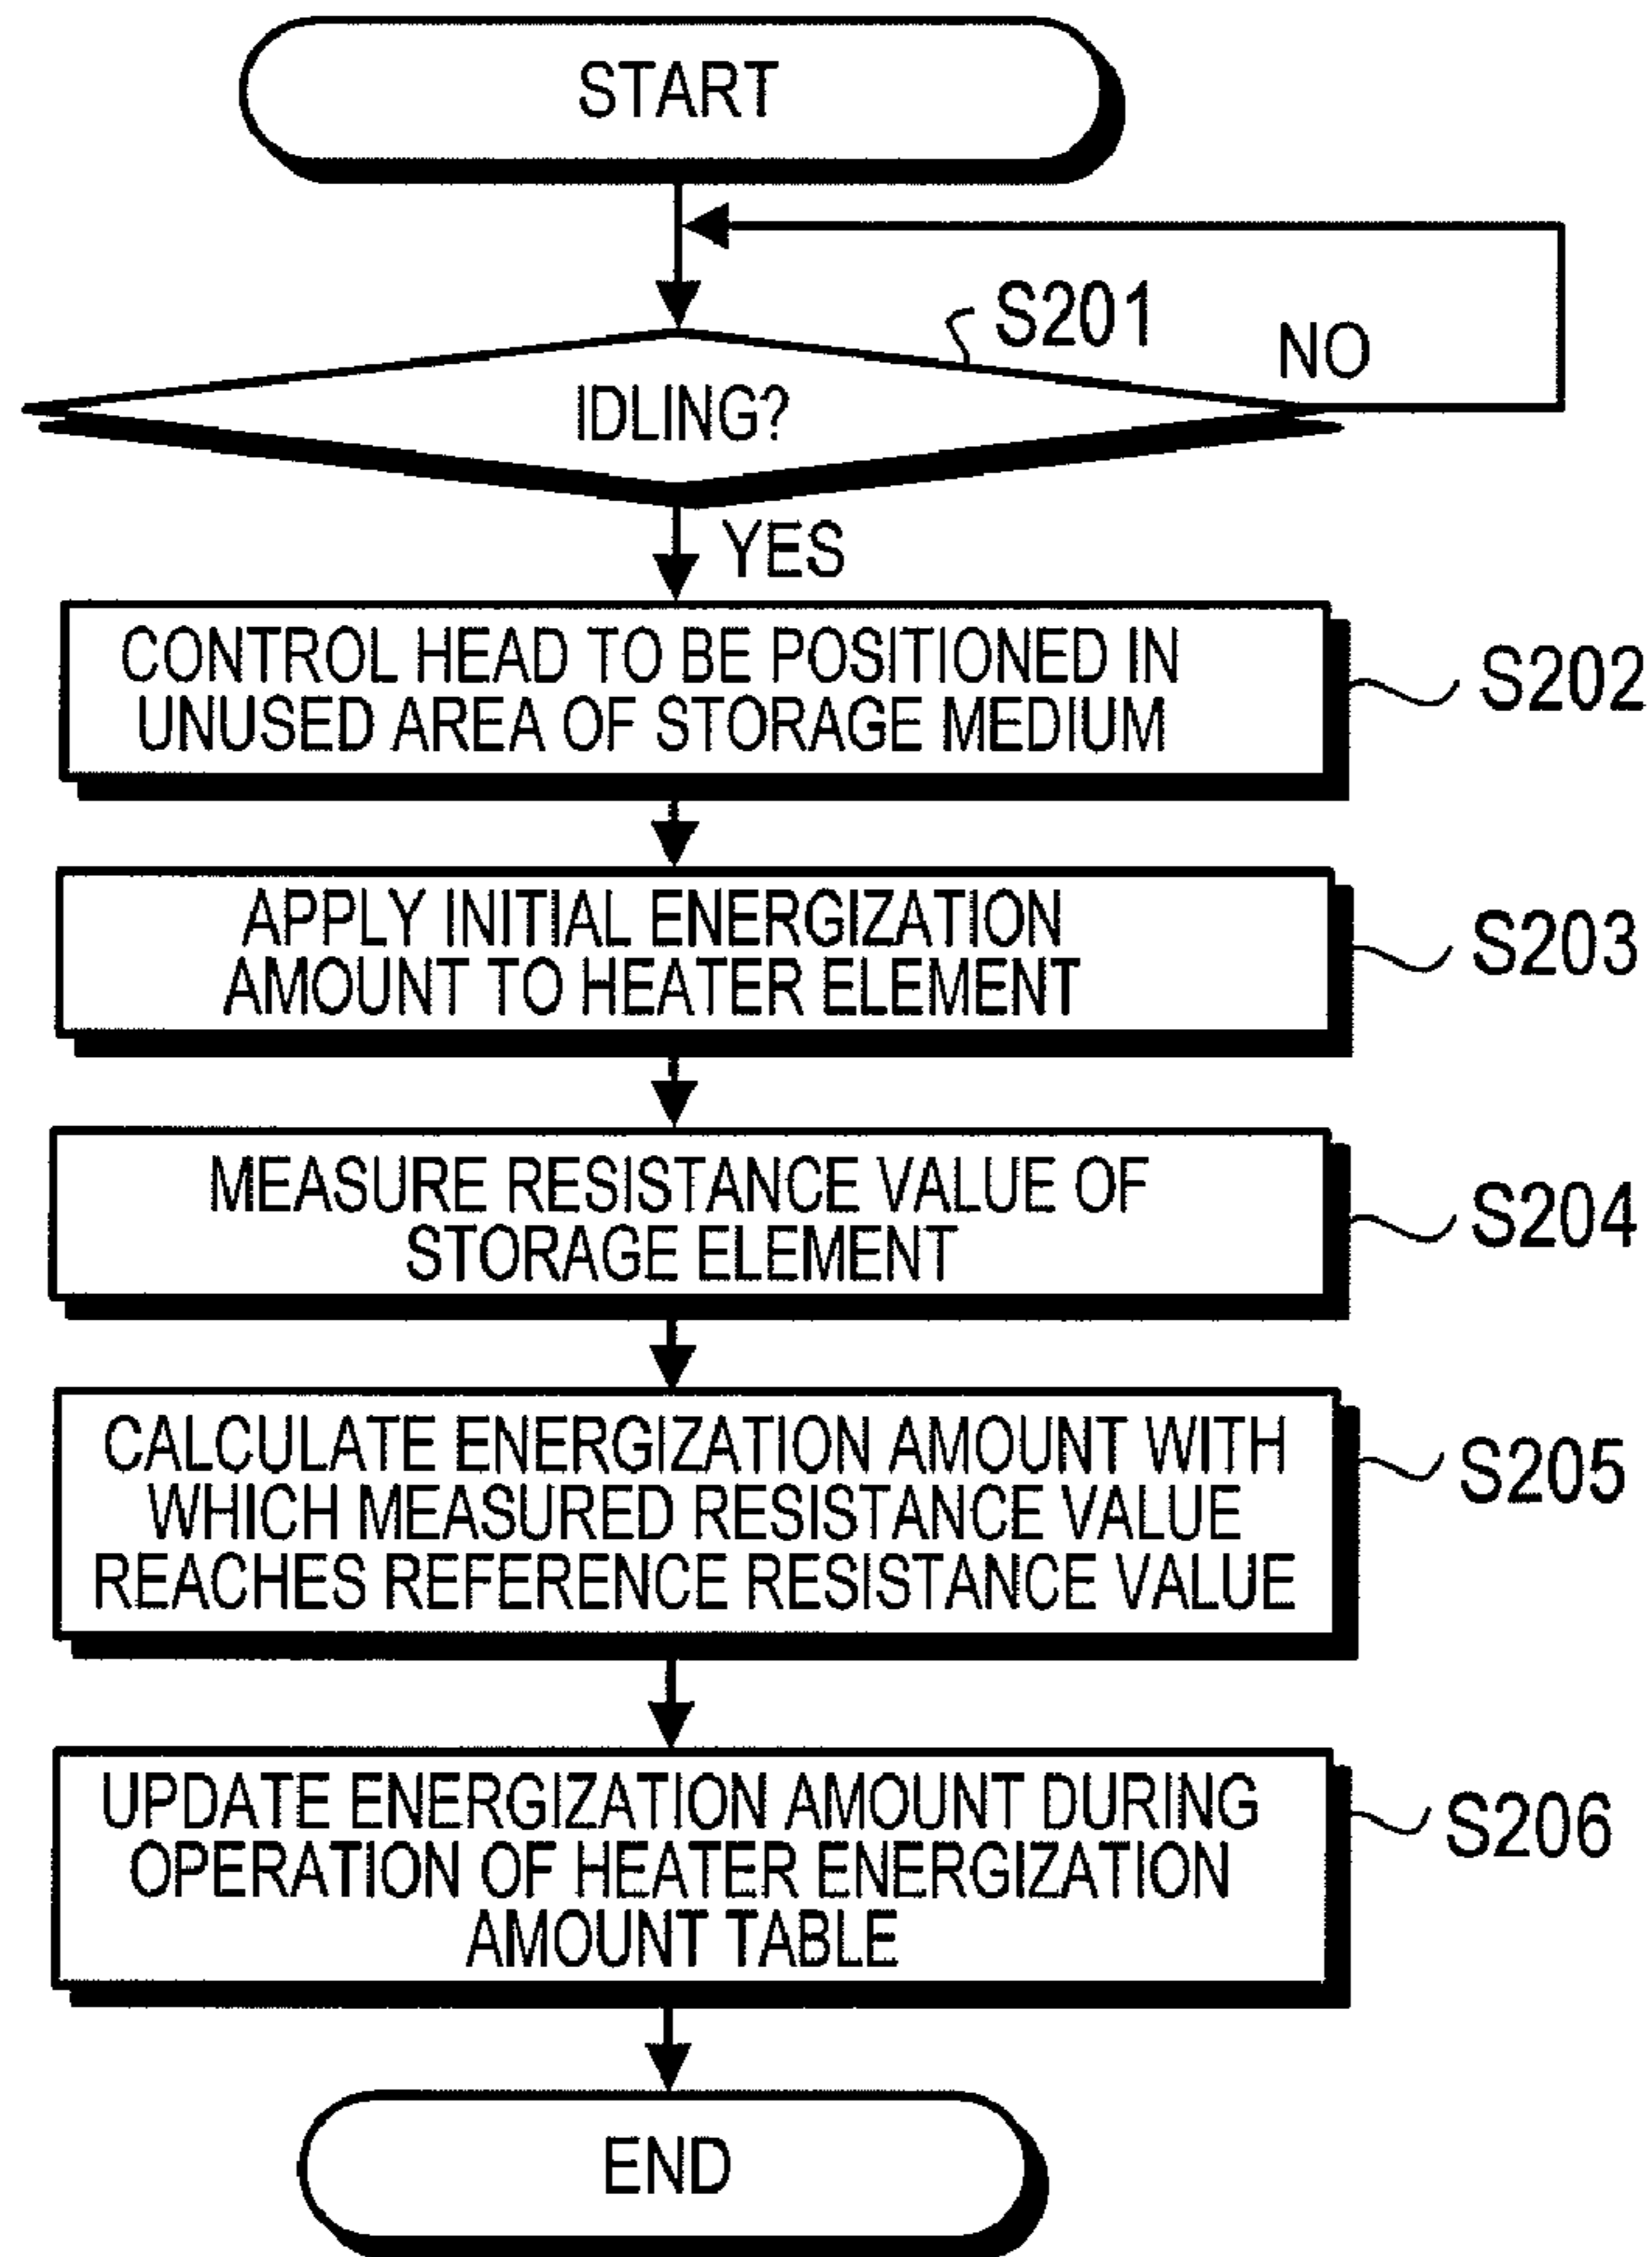 START
S201
NO
IDLING?
YES
CONTROL HEAD TO BE POSITIONED IN
UNUSED AREA OF STORAGE MEDIUM
S202
APPLY INITIAL ENERGIZATION
AMOUNT TO HEATER ELEMENT
S203
MEASURE RESISTANCE VALUE OF
STORAGE ELEMENT
S204
CALCULATE ENERGIZATION AMOUNT WITH
WHICH MEASURED RESISTANCE VALUE
REACHES REFERENCE RESISTANCE VALUE
S205
UPDATE ENERGIZATION AMOUNT DURING
OPERATION OF HEATER ENERGIZATION
AMOUNT TABLE
S206
END